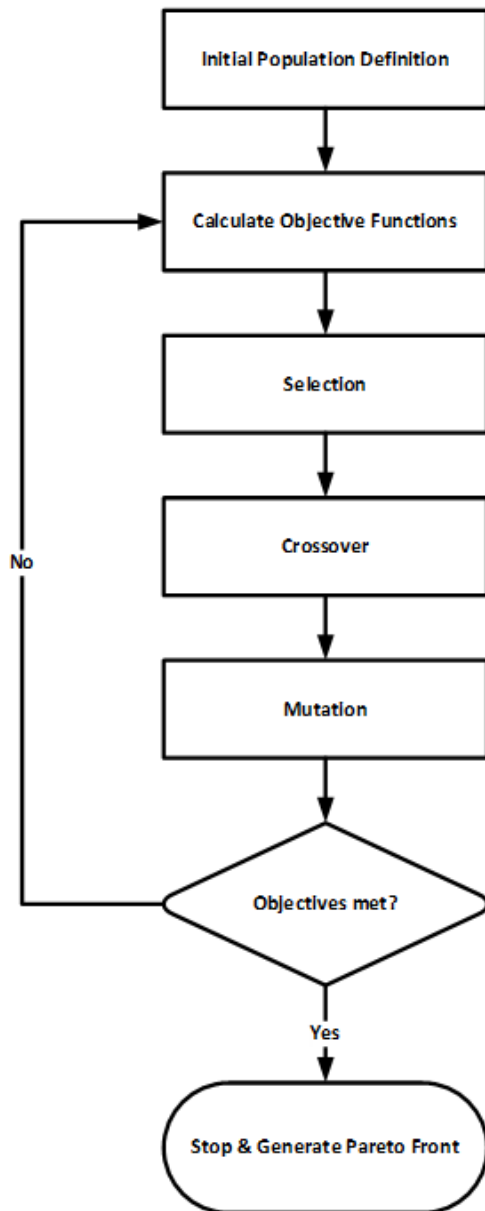 Initial Population Definition
Calculate Objective Functions
Selection
Crossover
No
Mutation
Objectives met?
Yes
Stop & Generate Pareto Front